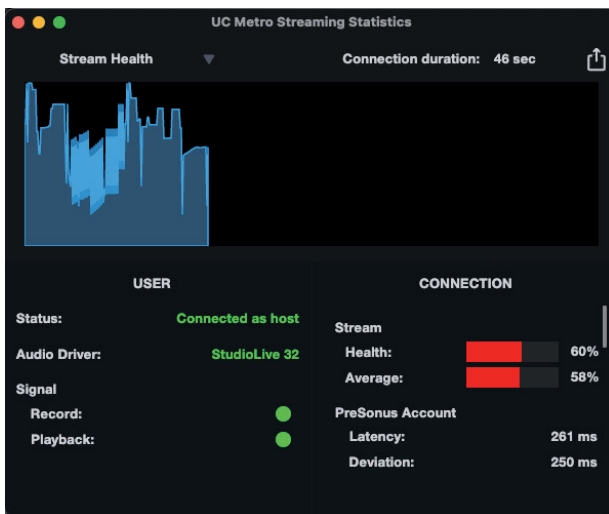 UC Metro Streaming Statistics
Stream Health
Connection duration: 46 sec
USER
Status: Connected as host
Audio Driver: StudioLive 32
Signal
Record:
Playback:
CONNECTION
Stream
Health: 60%
Average: 58%
PreSonus Account
Latency: 261 ms
Deviation: 250 ms